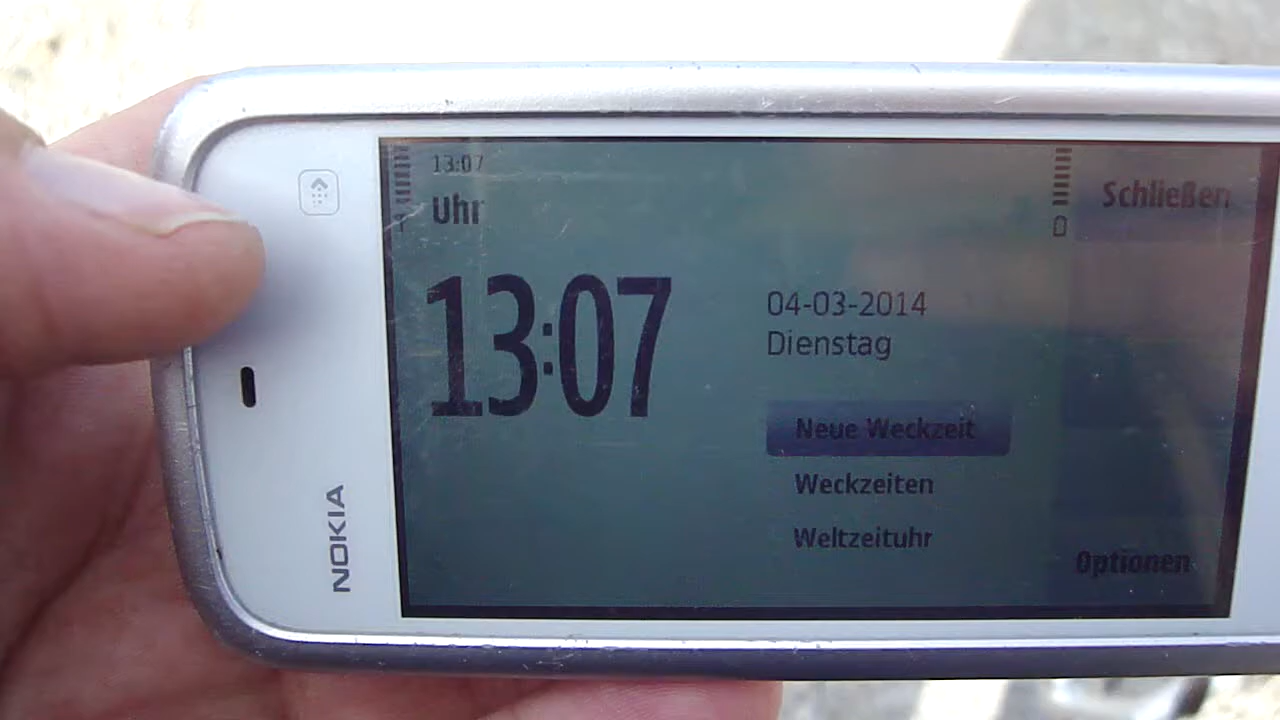 13:07
Uhr
Schließen
13:07
04-03-2014
Dienstag
Neue Weckzeit
Weckzeiten
Weltzeituhr
Optionen
NOKIA